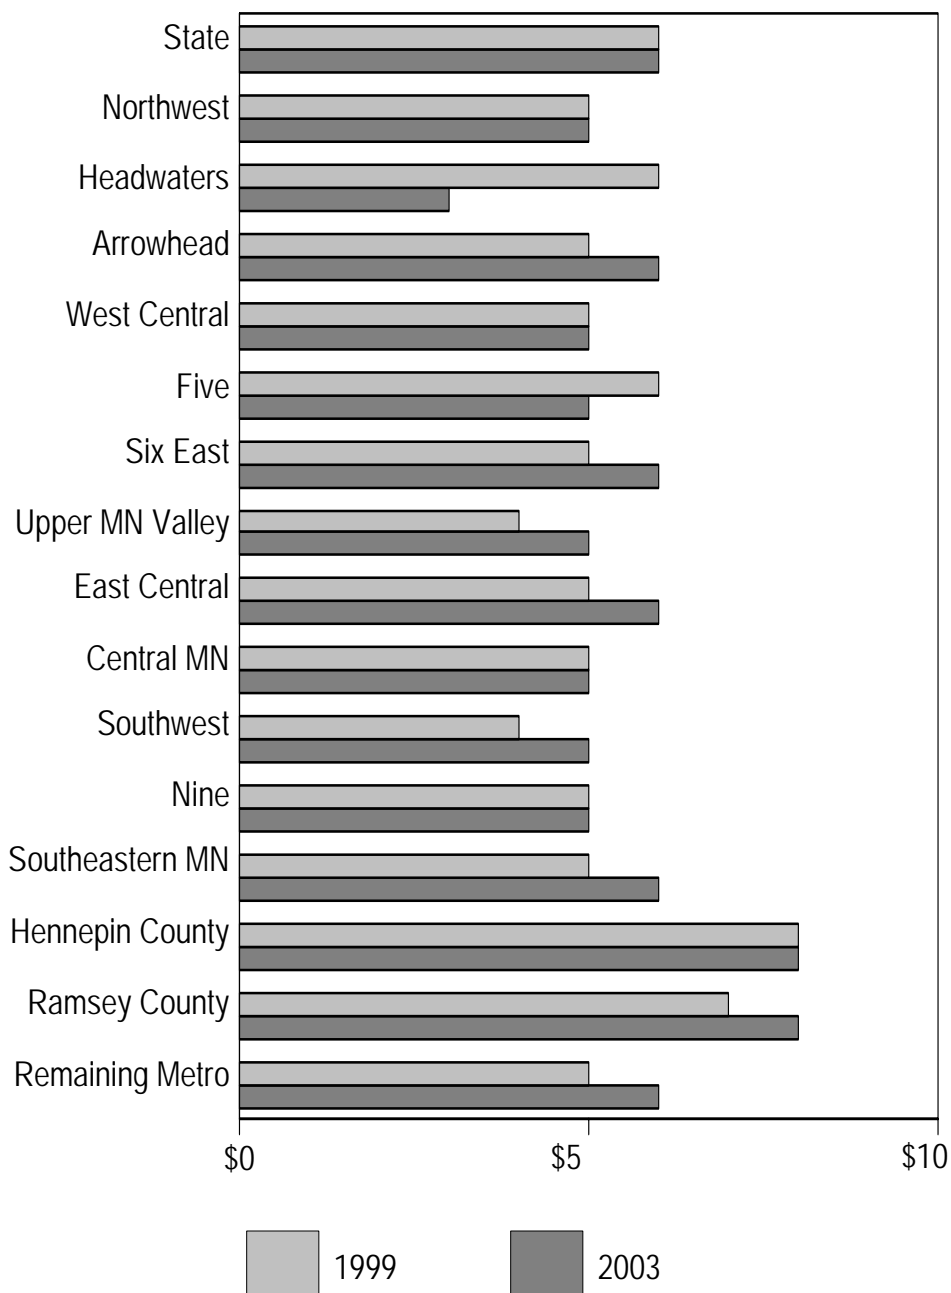 State
Northwest
Headwaters
Arrowhead
West Central
Five
Six East
Upper MN Valley
East Central
Central MN
Southwest
Nine
Southeastern MN
Hennepin County
Ramsey County
Remaining Metro
$0 $5 $10
1999 2003